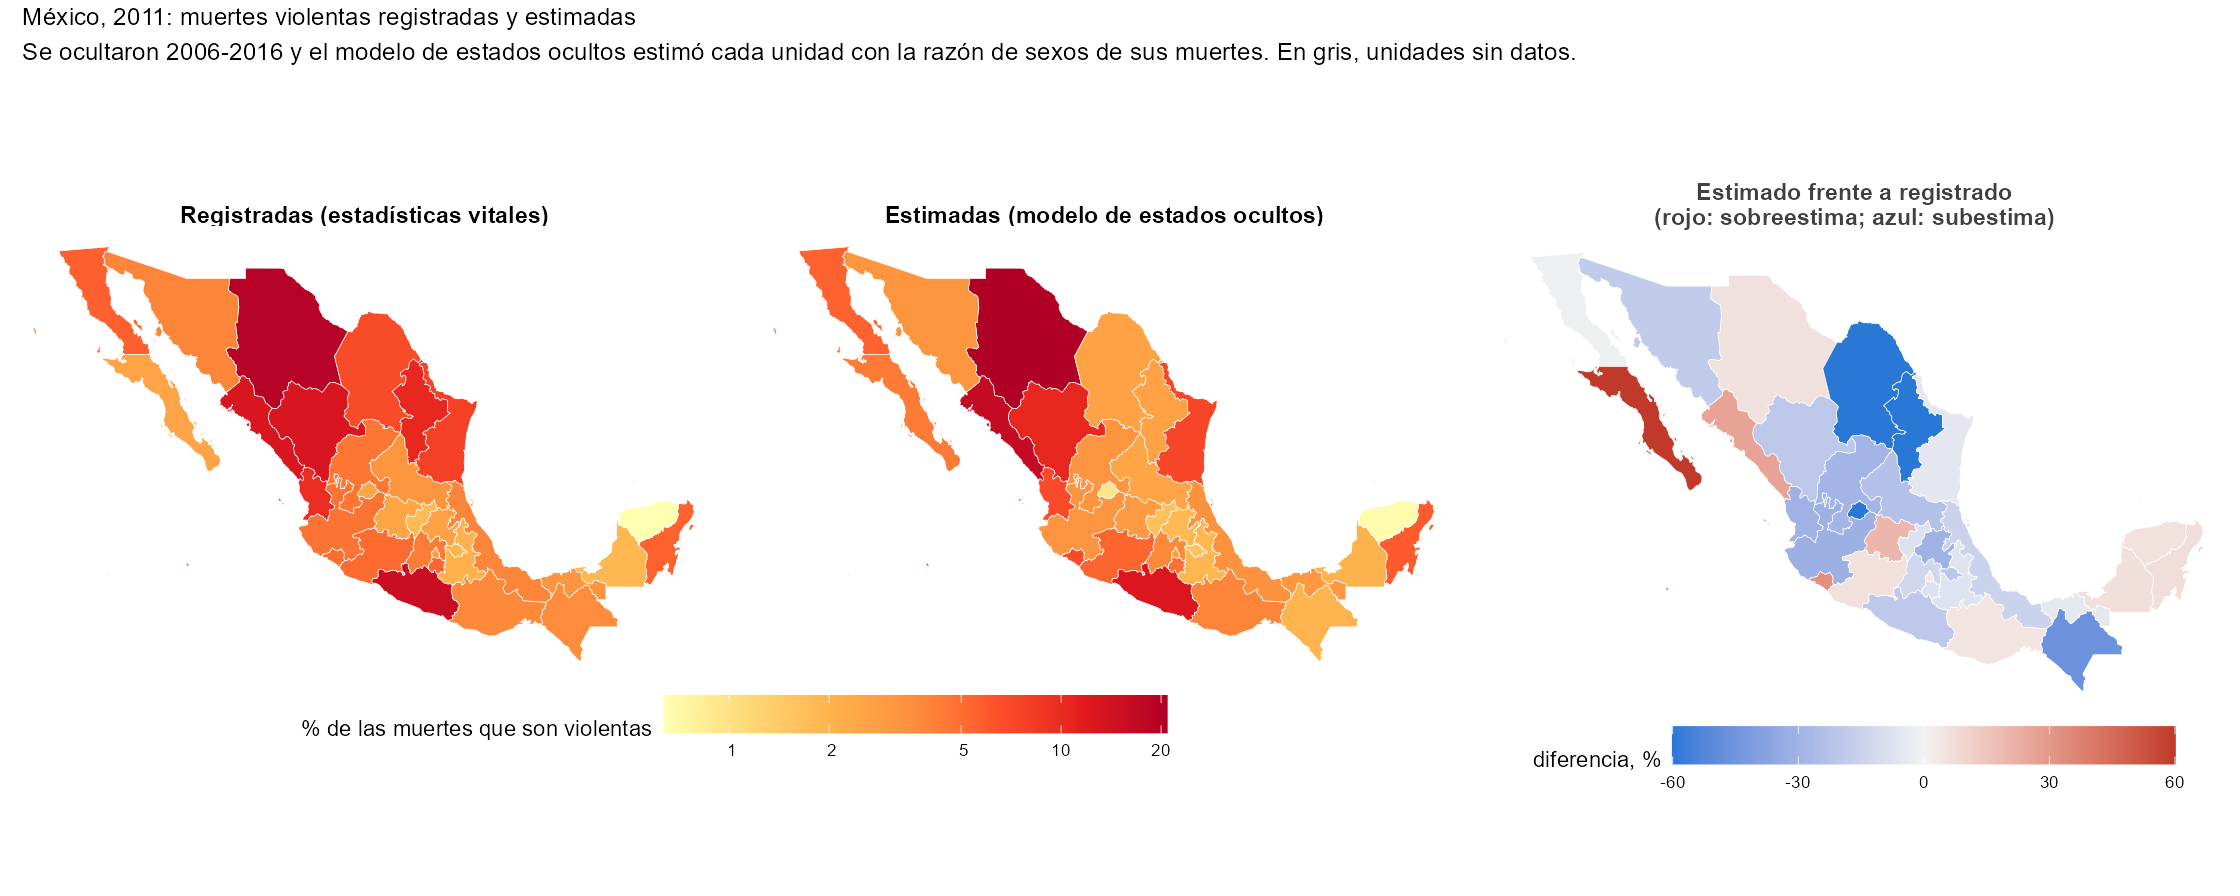 México, 2011: muertes violentas registradas y estimadas
Se ocultaron 2006-2016 y el modelo de estados ocultos estimó cada unidad con la razón de sexos de sus muertes. En gris, unidades sin datos.
Registradas (estadísticas vitales)
Estimadas (modelo de estados ocultos)
Estimado frente a registrado
(rojo: sobreestima; azul: subestima)
% de las muertes que son violentas
1 2 5 10 20
diferencia, %
-60 -30 0 30 60